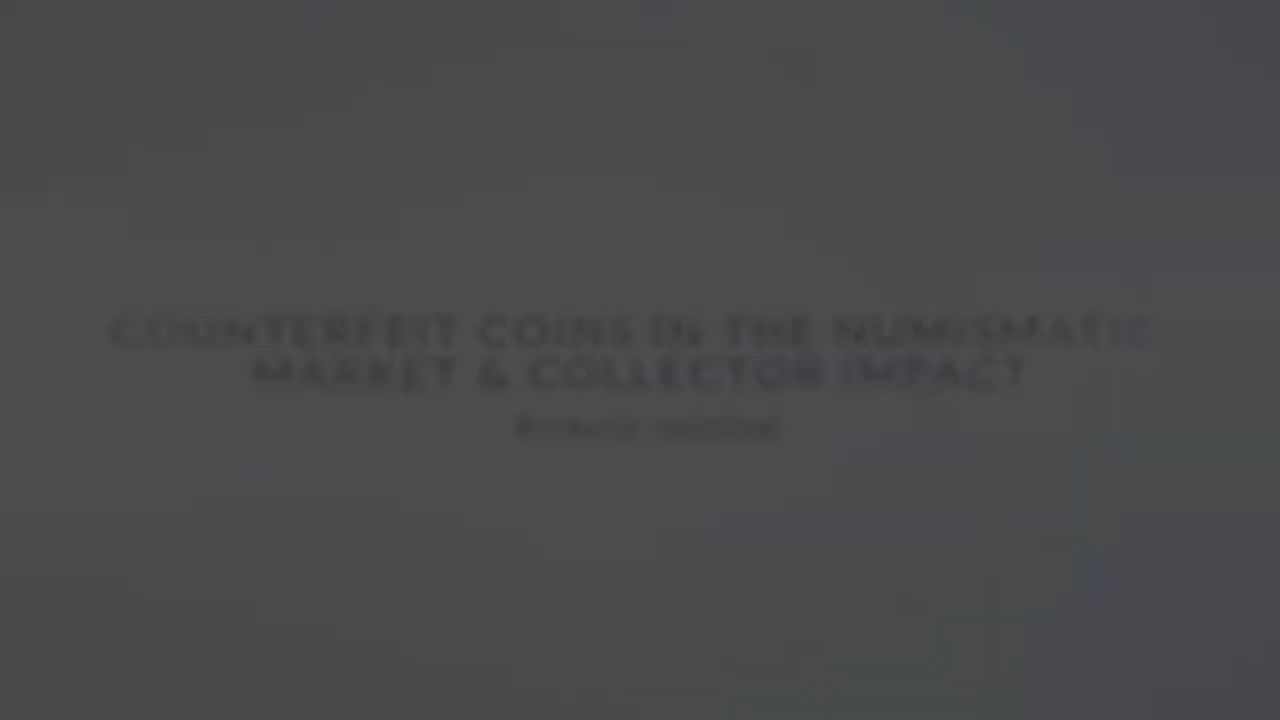 COUNTERFEIT COINS IN THE NUMISMATIC
MARKET & COLLECTOR IMPACT